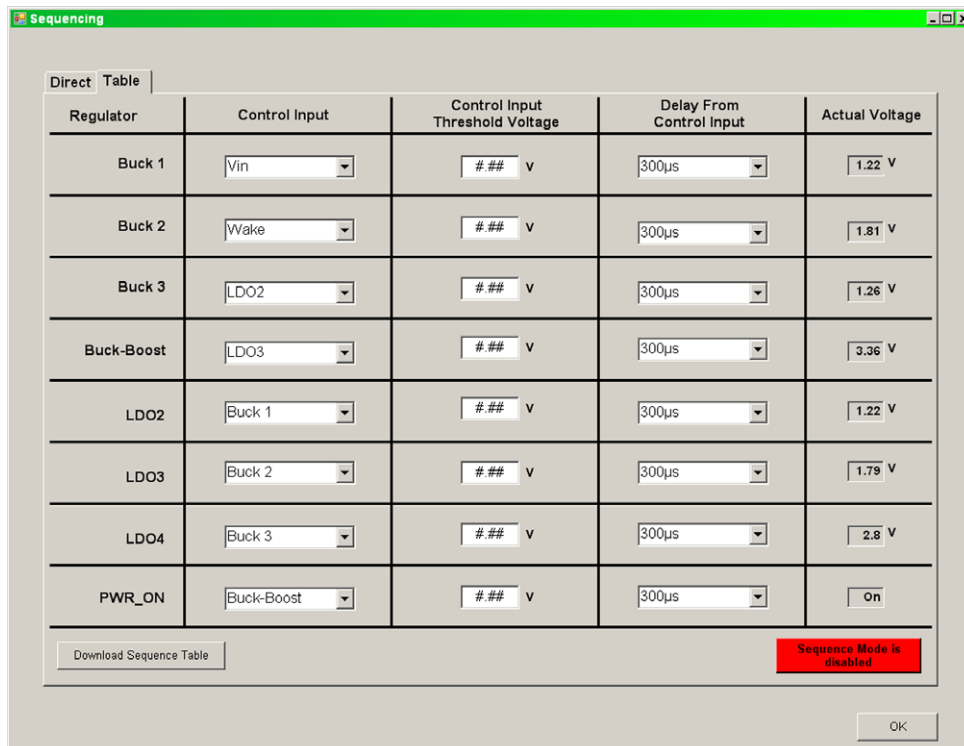 Sequencing
Direct Table
Regulator Control Input Control Input Threshold Voltage Delay From Control Input Actual Voltage
Buck 1 Vin #.## V 300µs 1.22 V
Buck 2 Wake #.## V 300µs 1.81 V
Buck 3 LDO2 #.## V 300µs 1.26 V
Buck-Boost LDO3 #.## V 300µs 3.36 V
LDO2 Buck 1 #.## V 300µs 1.22 V
LDO3 Buck 2 #.## V 300µs 1.79 V
LDO4 Buck 3 #.## V 300µs 2.8 V
PWR_ON Buck-Boost #.## V 300µs On
Download Sequence Table
Sequence Mode is
disabled
OK